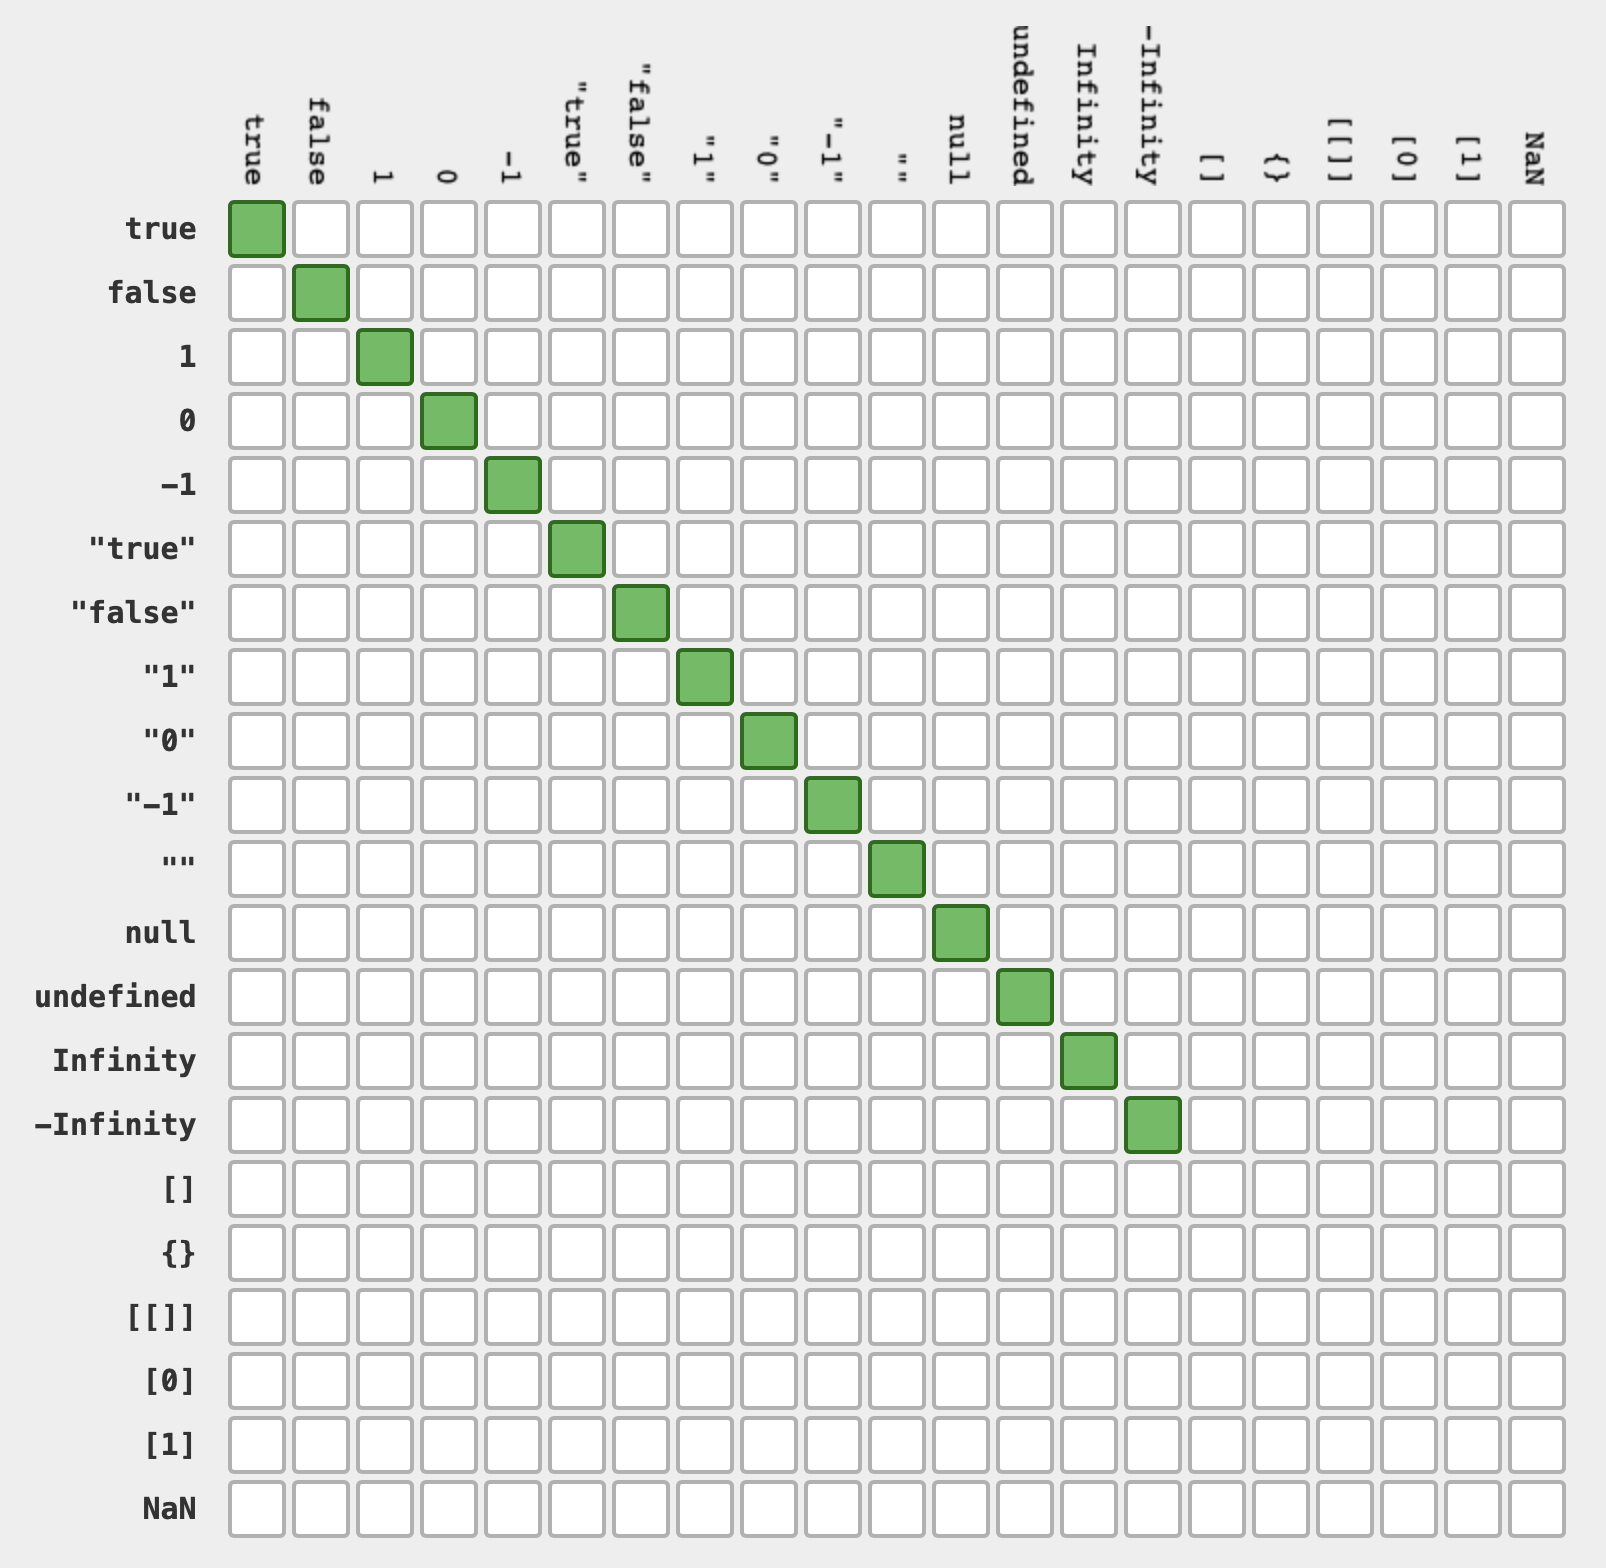 true
false
1
0
-1
"true"
"false"
"1"
"0"
"-1"
""
null
undefined
Infinity
-Infinity
[]
{}
[[]]
[0]
[1]
NaN
true
false
1
0
-1
"true"
"false"
"1"
"0"
"-1"
""
null
undefined
Infinity
-Infinity
[]
{}
[[]]
[0]
[1]
NaN